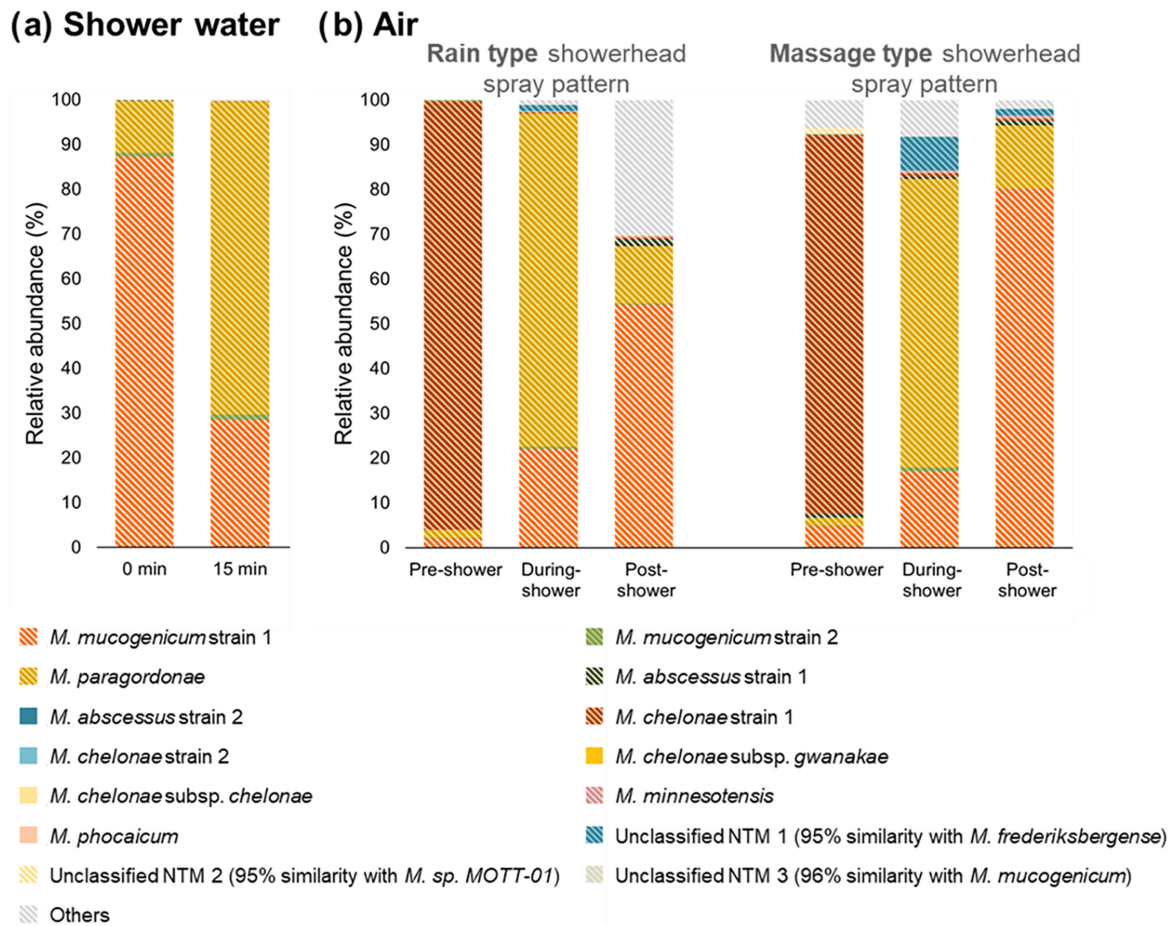 (a) Shower water
(b) Air
Rain type showerhead
spray pattern
Massage type showerhead
spray pattern
Relative abundance (%)
100
90
80
70
60
50
40
30
20
10
0
0 min
15 min
Relative abundance (%)
100
90
80
70
60
50
40
30
20
10
0
Pre-shower
During-
shower
Post-
shower
Pre-shower
During-
shower
Post-
shower
M. mucogenicum strain 1
M. mucogenicum strain 2
M. paragordonae
M. abscessus strain 1
M. abscessus strain 2
M. chelonae strain 1
M. chelonae strain 2
M. chelonae subsp. gwanakae
M. chelonae subsp. chelonae
M. minnesotensis
M. phocaicum
Unclassified NTM 1 (95% similarity with M. frederiksbergense)
Unclassified NTM 2 (95% similarity with M. sp. MOTT-01)
Unclassified NTM 3 (96% similarity with M. mucogenicum)
Others